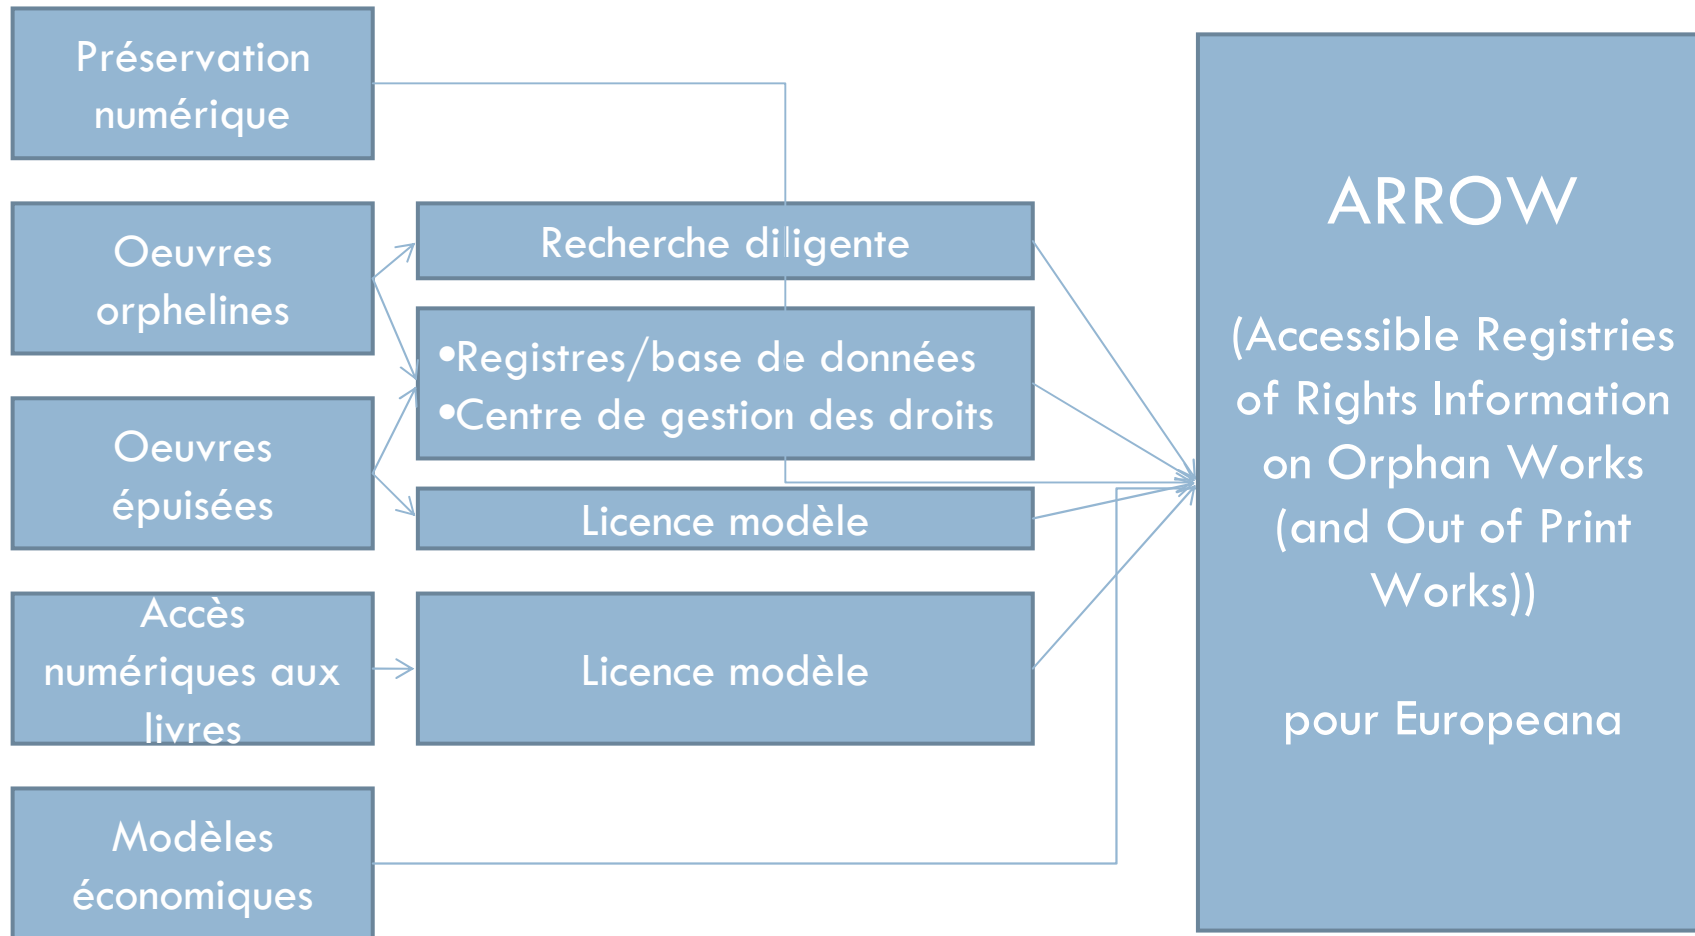 Préservation
numérique
Oeuvres
orphelines
Oeuvres
épuisées
Accès
numériques aux
livres
Modèles
économiques
Recherche diligente
•Registres/base de données
•Centre de gestion des droits
Licence modèle
Licence modèle
ARROW
(Accessible Registries
of Rights Information
on Orphan Works
(and Out of Print
Works))
pour Europeana